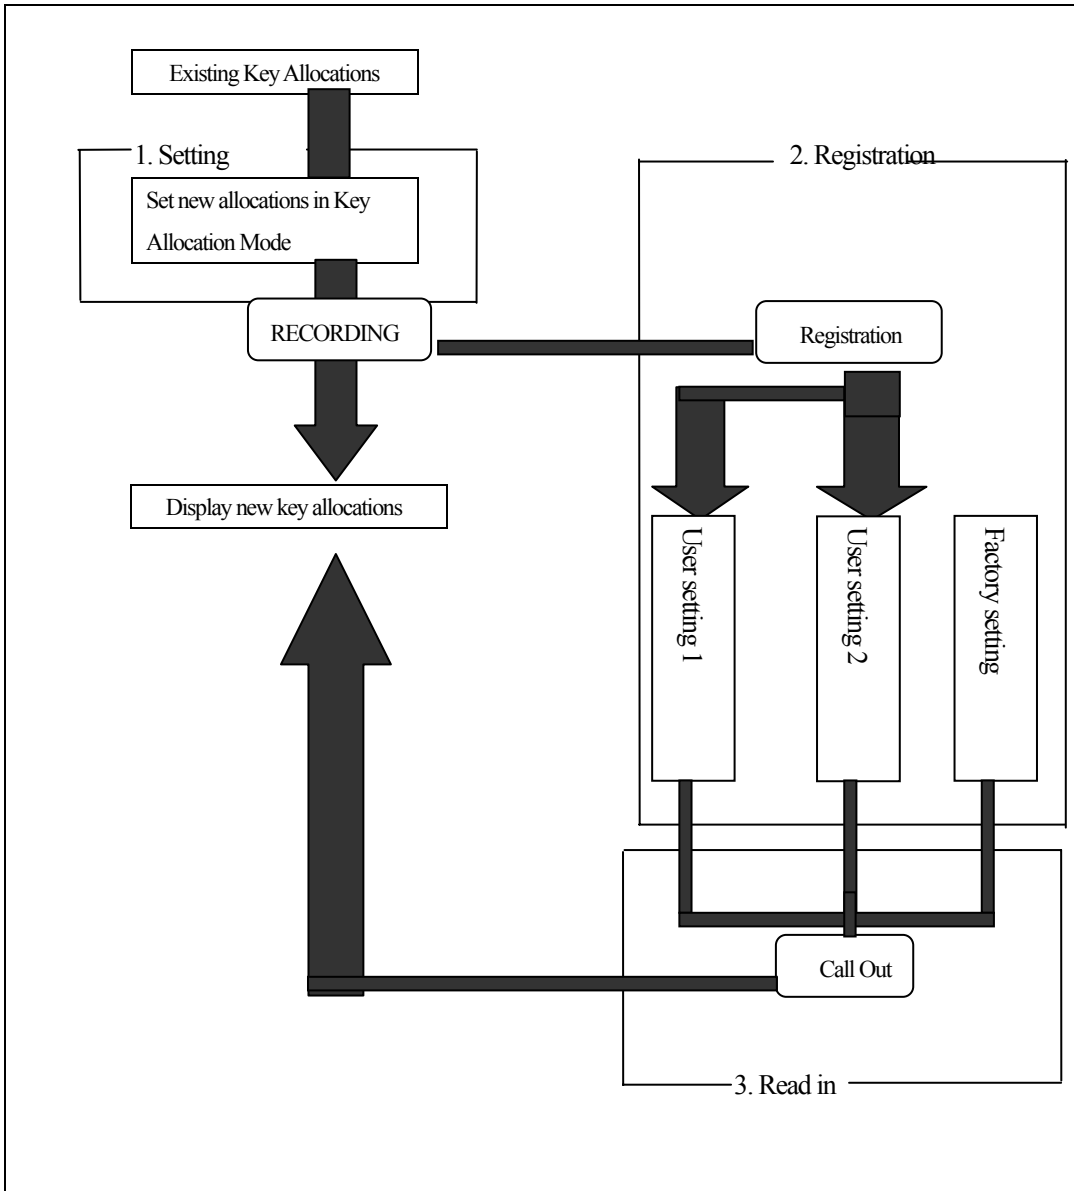 Existing Key Allocations
1. Setting
Set new allocations in Key
Allocation Mode
RECORDING
Display new key allocations
2. Registration
Registration
User setting 1
User setting 2
Factory setting
Call Out
3. Read in